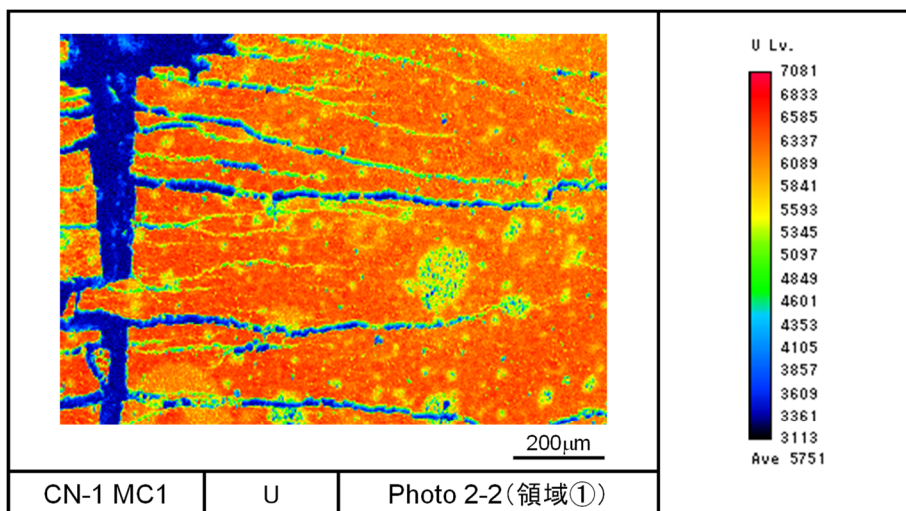 U Lv.
7081
6833
6585
6337
6089
5841
5593
5345
5097
4849
4601
4353
4105
3857
3609
3361
3113
Ave 5751
200μm
CN-1 MC1
U
Photo 2-2(領域①)